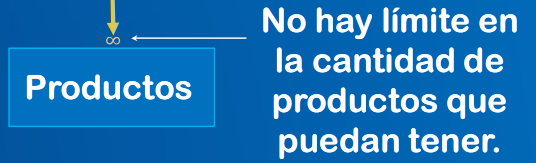 ∞
Productos
No hay límite en
la cantidad de
productos que
puedan tener.